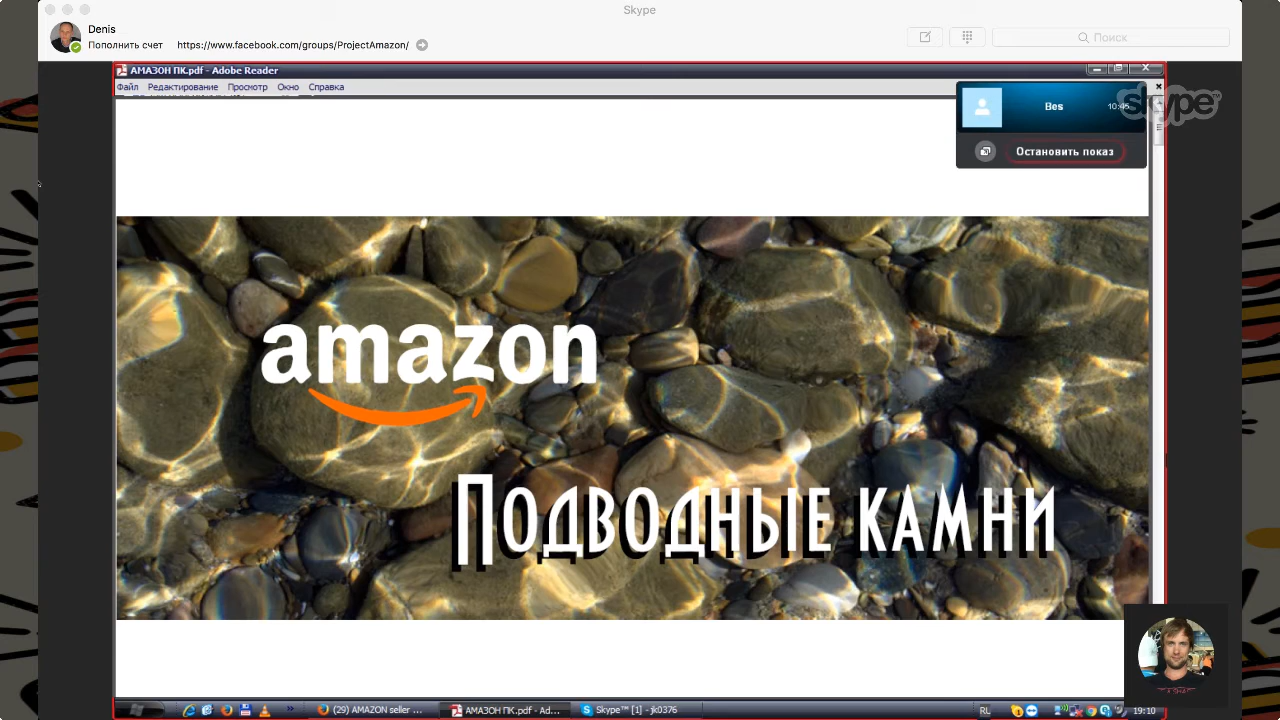 Skype
Denis
Пополнить счет https://www.facebook.com/groups/ProjectAmazon/
Поиск
АМАЗОН ПК.pdf - Adobe Reader
Файл Редактирование Просмотр Окно Справка
Bes 10:45
skype™
Остановить показ
amazon
Подводные камни
(29) AMAZON seller ...
АМАЗОН ПК.pdf - Ad...
Skype™ [1] - jk0376
RL
19:10